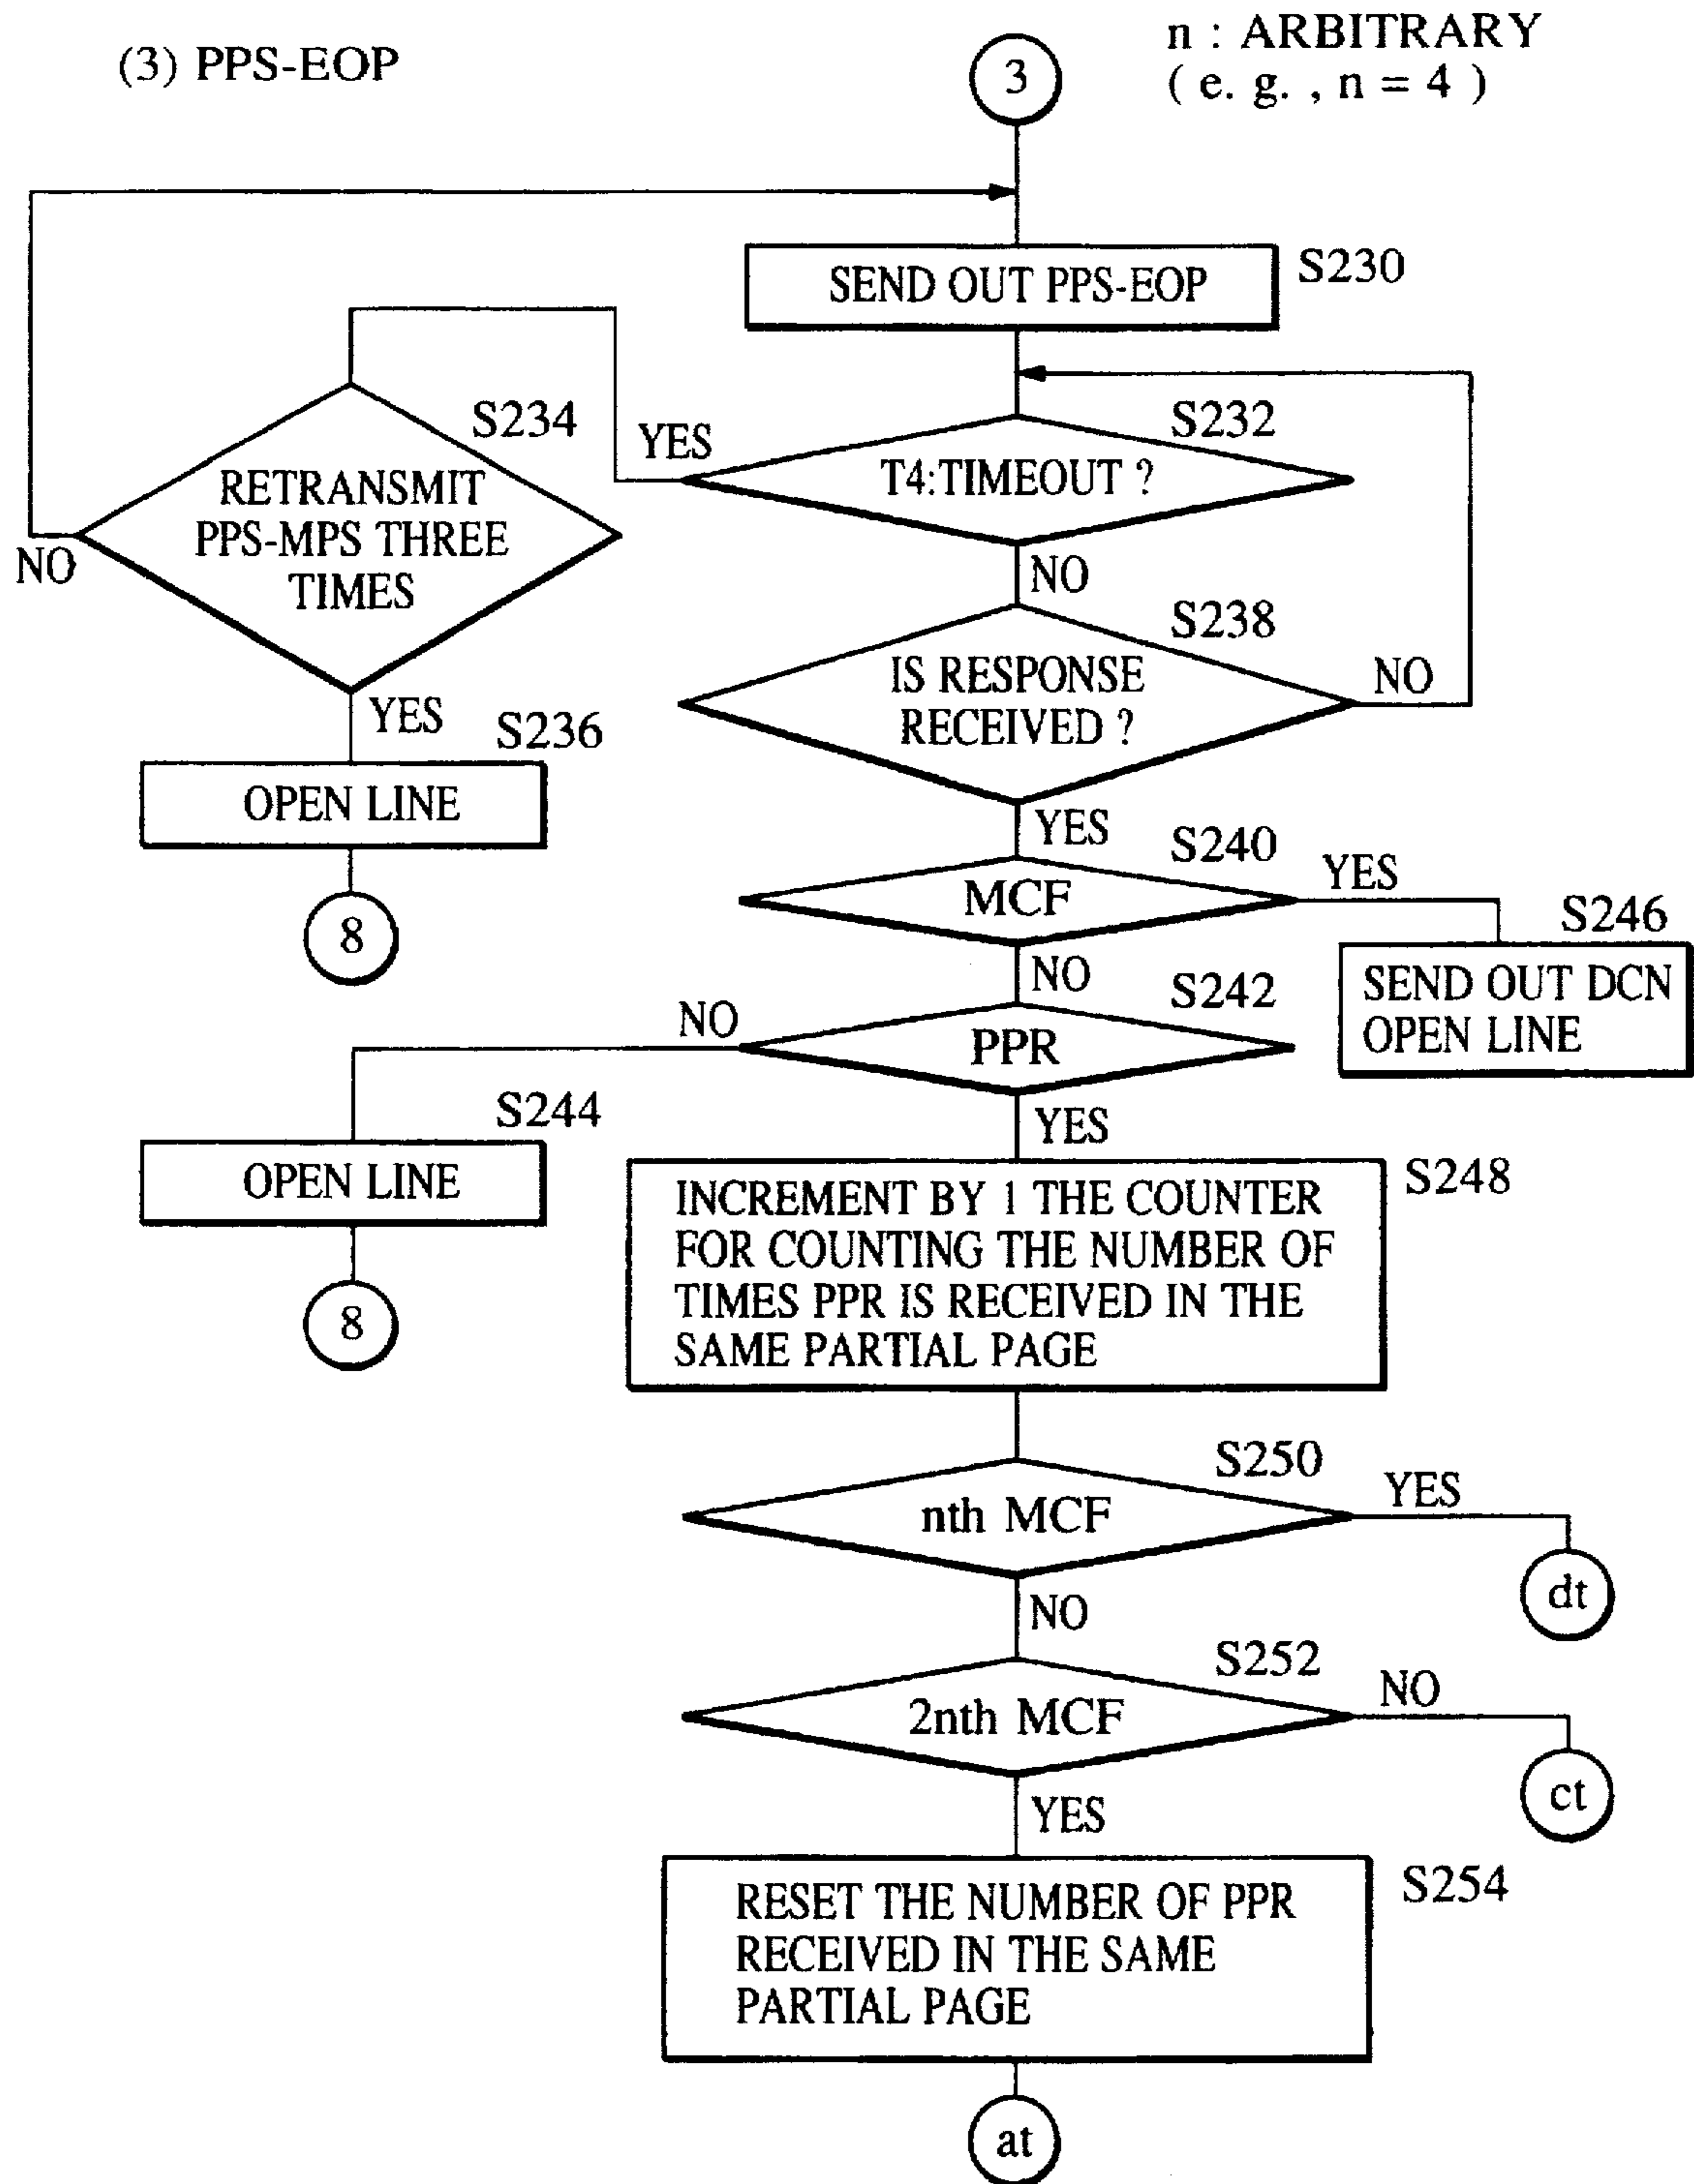 (3) PPS-EOP
3
n : ARBITRARY
( e. g. , n = 4 )
SEND OUT PPS-EOP
S230
S234
YES
S232
T4:TIMEOUT ?
RETRANSMIT
PPS-MPS THREE
TIMES
NO
NO
S238
IS RESPONSE
RECEIVED ?
NO
YES
S236
OPEN LINE
8
YES
S240
MCF
YES
S246
SEND OUT DCN
OPEN LINE
NO
S242
PPR
NO
S244
OPEN LINE
8
YES
S248
INCREMENT BY 1 THE COUNTER
FOR COUNTING THE NUMBER OF
TIMES PPR IS RECEIVED IN THE
SAME PARTIAL PAGE
S250
nth MCF
YES
dt
NO
S252
2nth MCF
NO
ct
YES
S254
RESET THE NUMBER OF PPR
RECEIVED IN THE SAME
PARTIAL PAGE
at